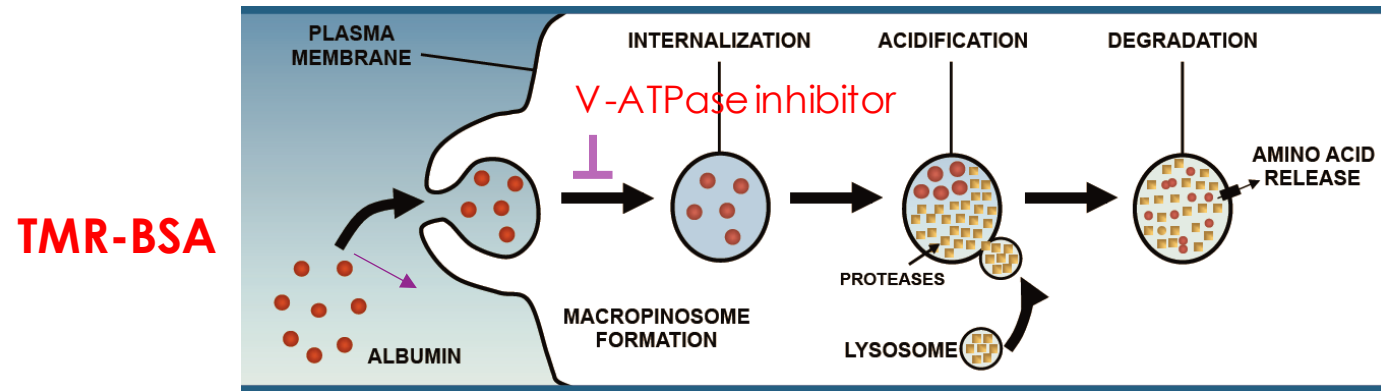 TMR-BSA
PLASMA
MEMBRANE
INTERNALIZATION
ACIDIFICATION
DEGRADATION
V-ATPase inhibitor
AMINO ACID
RELEASE
PROTEASES
MACROPINOSOME
FORMATION
LYSOSOME
ALBUMIN